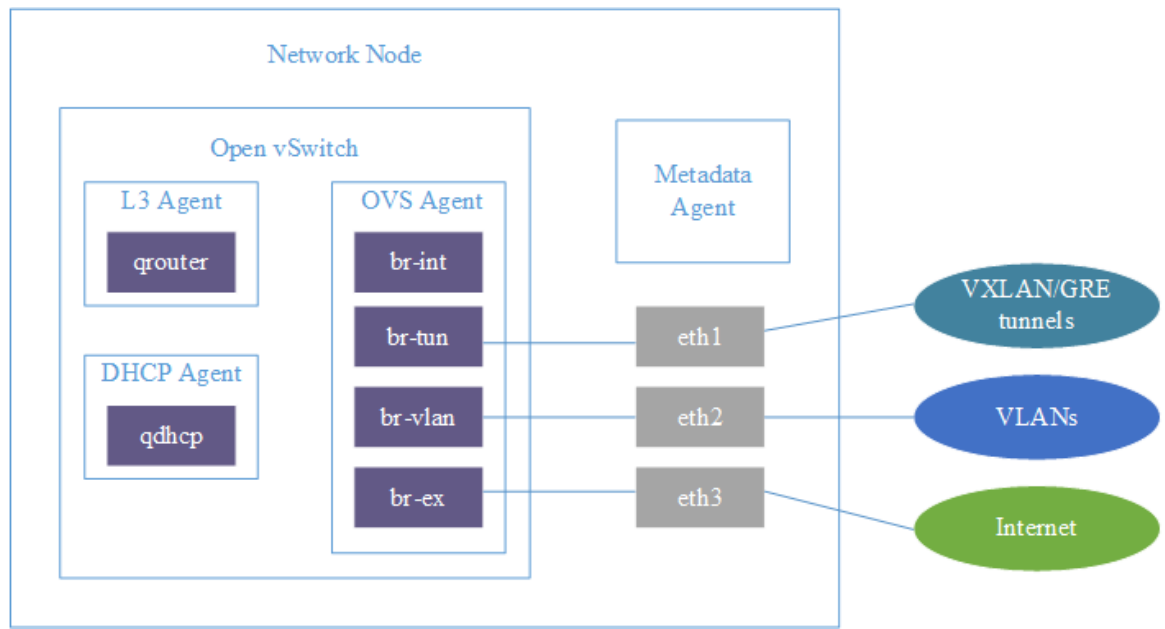 Network Node
Open vSwitch
L3 Agent
qrouter
DHCP Agent
qdhcp
OVS Agent
br-int
br-tun
br-vlan
br-ex
Metadata
Agent
eth1
eth2
eth3
VXLAN/GRE
tunnels
VLANs
Internet